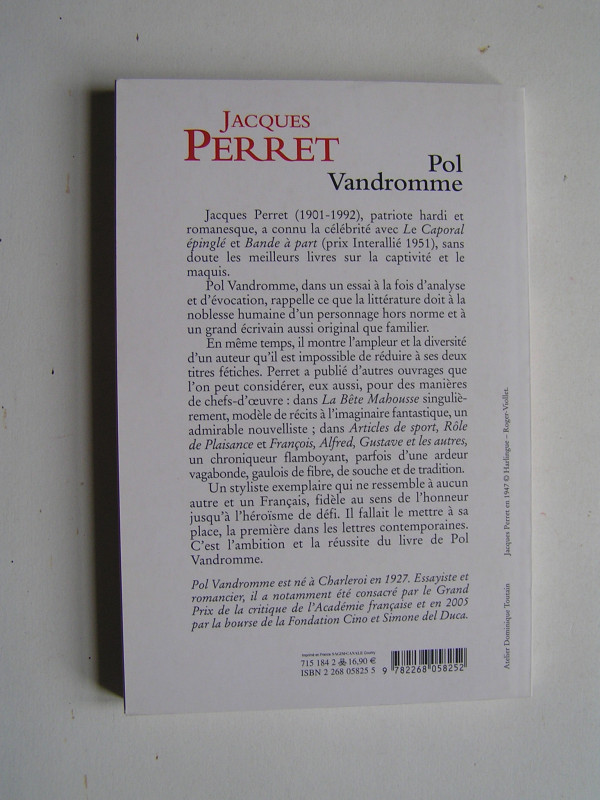 JACQUES
PERRET
Pol
Vandromme
Jacques Perret (1901-1992), patriote hardi et
romanesque, a connu la célébrité avec Le Caporal
épinglé et Bande à part (prix Interallié 1951), sans
doute les meilleurs livres sur la captivité et le
maquis.
Pol Vandromme, dans un essai à la fois d'analyse
et d'évocation, rappelle ce que la littérature doit à la
noblesse humaine d'un personnage hors norme et à
un grand écrivain aussi original que familier.
En même temps, il montre l'ampleur et la diversité
d'un auteur qu'il est impossible de réduire à ses deux
titres fétiches. Perret a publié d'autres ouvrages que
l'on peut considérer, eux aussi, pour des manières
de chefs-d'œuvre : dans La Bête Mahousse singuliè-
rement, modèle de récits à l'imaginaire fantastique, un
admirable nouvelliste ; dans Articles de sport, Rôle
de Plaisance et François, Alfred, Gustave et les autres,
un chroniqueur flamboyant, parfois d'une ardeur
vagabonde, gaulois de fibre, de souche et de tradition.
Un styliste exemplaire qui ne ressemble à aucun
autre et un Français, fidèle au sens de l'honneur
jusqu'à l'héroïsme de défi. Il fallait le mettre à sa
place, la première dans les lettres contemporaines.
C'est l'ambition et la réussite du livre de Pol
Vandromme.
Pol Vandromme est né à Charleroi en 1927. Essayiste et
romancier, il a notamment été consacré par le Grand
Prix de la critique de l'Académie française et en 2005
par la bourse de la Fondation Cino et Simone del Duca.
Imprimé en France
715 184 2 16,90 €
ISBN 2 268 05825 5
9 782268 058252
Atelier Dominique Toutain
Jacques Perret en 1947 © Harlingue – Roger-Viollet.